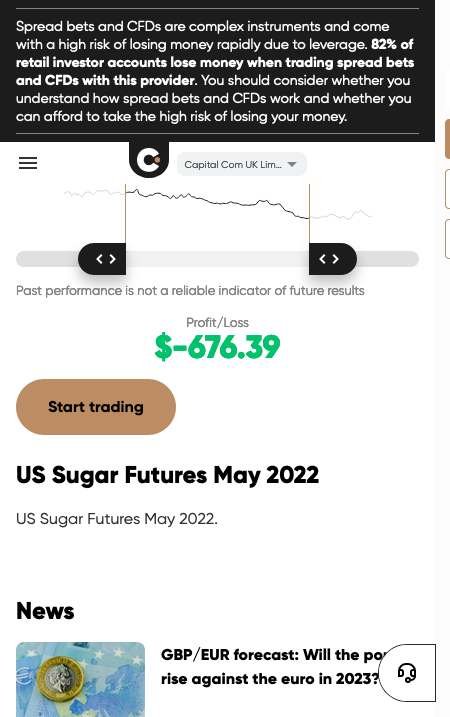 Spread bets and CFDs are complex instruments and come
with a high risk of losing money rapidly due to leverage. 82% of
retail investor accounts lose money when trading spread bets
and CFDs with this provider. You should consider whether you
understand how spread bets and CFDs work and whether you
can afford to take the high risk of losing your money.
Capital Com UK Lim...
Past performance is not a reliable indicator of future results
Profit/Loss
$-676.39
Start trading
US Sugar Futures May 2022
US Sugar Futures May 2022.
News
GBP/EUR forecast: Will the
rise against the euro in 2023?